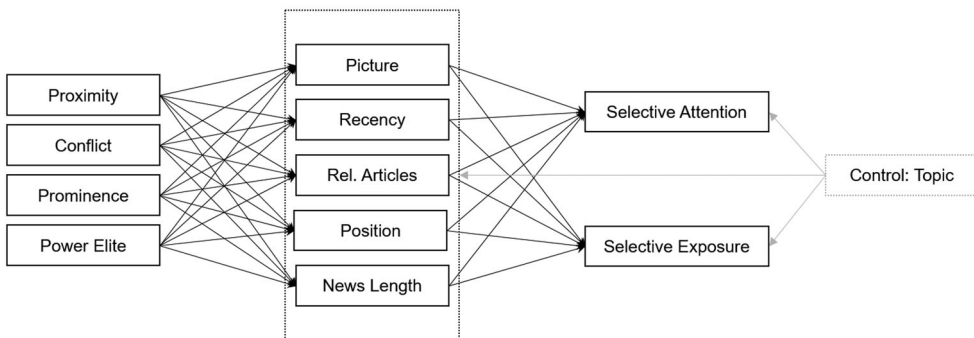 Proximity
Conflict
Prominence
Power Elite
Picture
Recency
Rel. Articles
Position
News Length
Selective Attention
Selective Exposure
Control: Topic